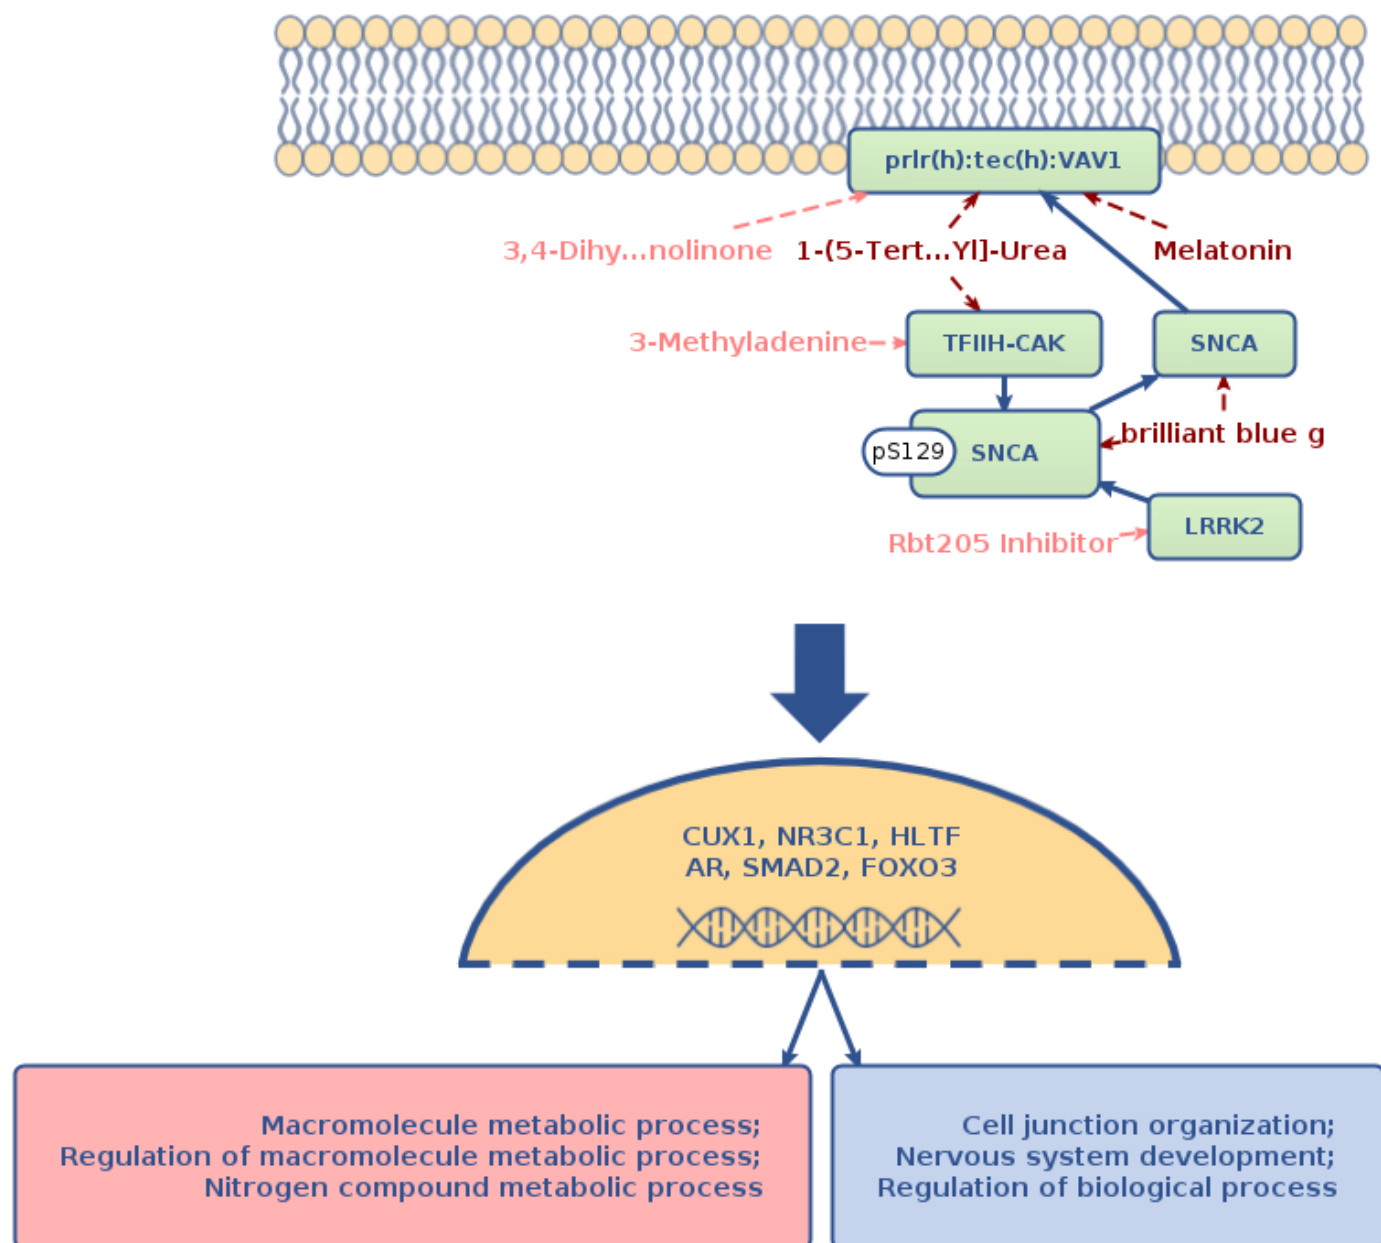 prlr(h):tec(h):VAV1
3,4-Dihy...nolinone
1-(5-Tert...Yl]-Urea
Melatonin
3-Methyladenine
TFIIH-CAK
SNCA
brilliant blue g
pS129
SNCA
LRRK2
Rbt205 Inhibitor
CUX1, NR3C1, HLTF
AR, SMAD2, FOXO3
Macromolecule metabolic process;
Regulation of macromolecule metabolic process;
Nitrogen compound metabolic process
Cell junction organization;
Nervous system development;
Regulation of biological process